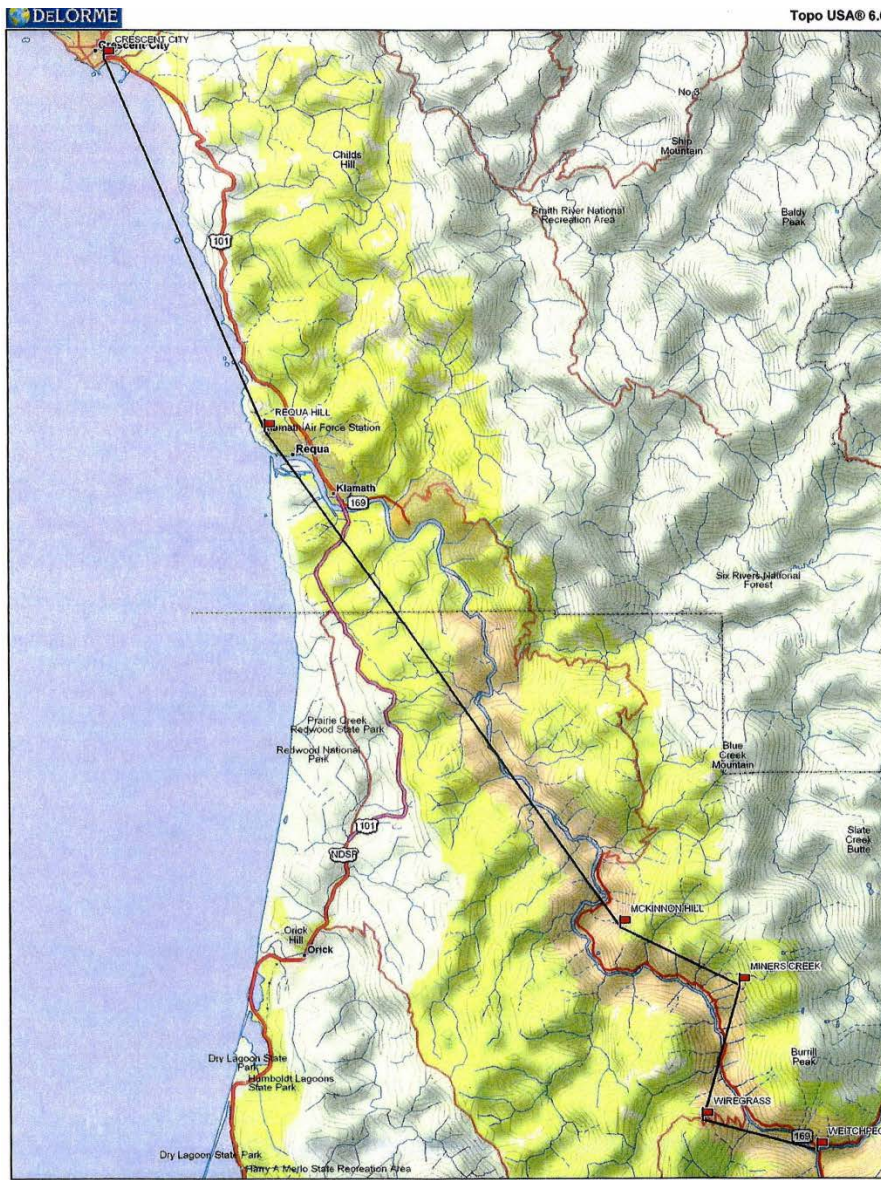 DELORME
Topo USA® 6.
CRESCENT CITY
Crescent City
No 3
Ship
Mountain
Childs
Hill
Smith River National
Recreation Area
Baldy
Peak
101
REQUA HILL
Klamath Air Force Station
Requa
Klamath
169
Six Rivers National
Forest
Prairie Creek
Redwood State Park
Redwood National
Park
Blue
Creek
Mountain
101
Slate
Creek
Butte
MCKINNON HILL
Orick
Hill
Orick
MINERS CREEK
Dry Lagoon State
Park
Humboldt Lagoons
State Park
Burrill
Peak
WIREGRASS
169
WEITCHPEC
Dry Lagoon State Park
Harry A Merlo State Recreation Area